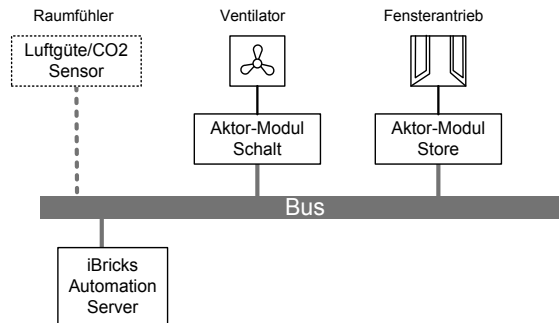 Raumfühler
Ventilator
Fensterantrieb
Luftgüte/CO2
Sensor
Aktor-Modul
Schalt
Aktor-Modul
Store
Bus
iBricks
Automation
Server